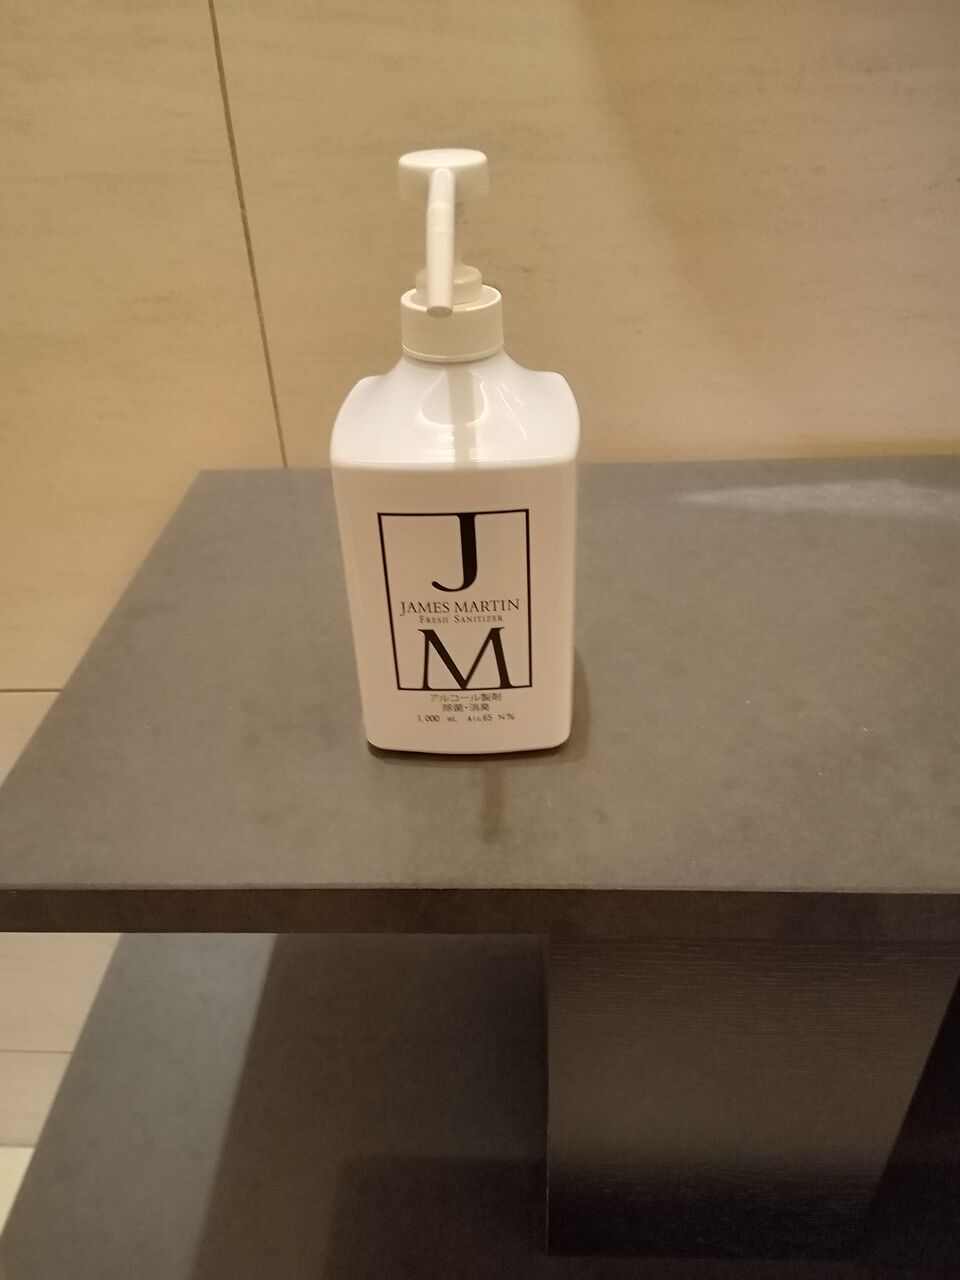 J
JAMES MARTIN
FRESH SANITIZER
M
アルコール製剤
除菌・消臭
1,000 mL Alc.65 %